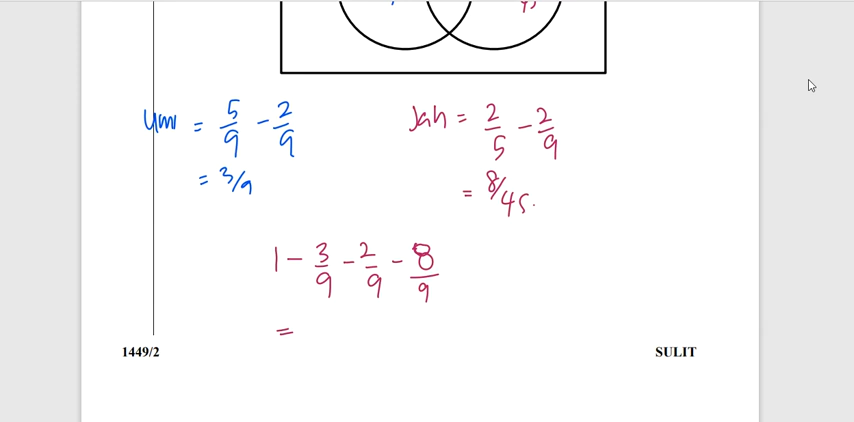 Umi = 5/9 - 2/9
= 3/9
Jah = 2/5 - 2/9
= 8/45.
1 - 3/9 - 2/9 - 8/9
=
1449/2
SULIT